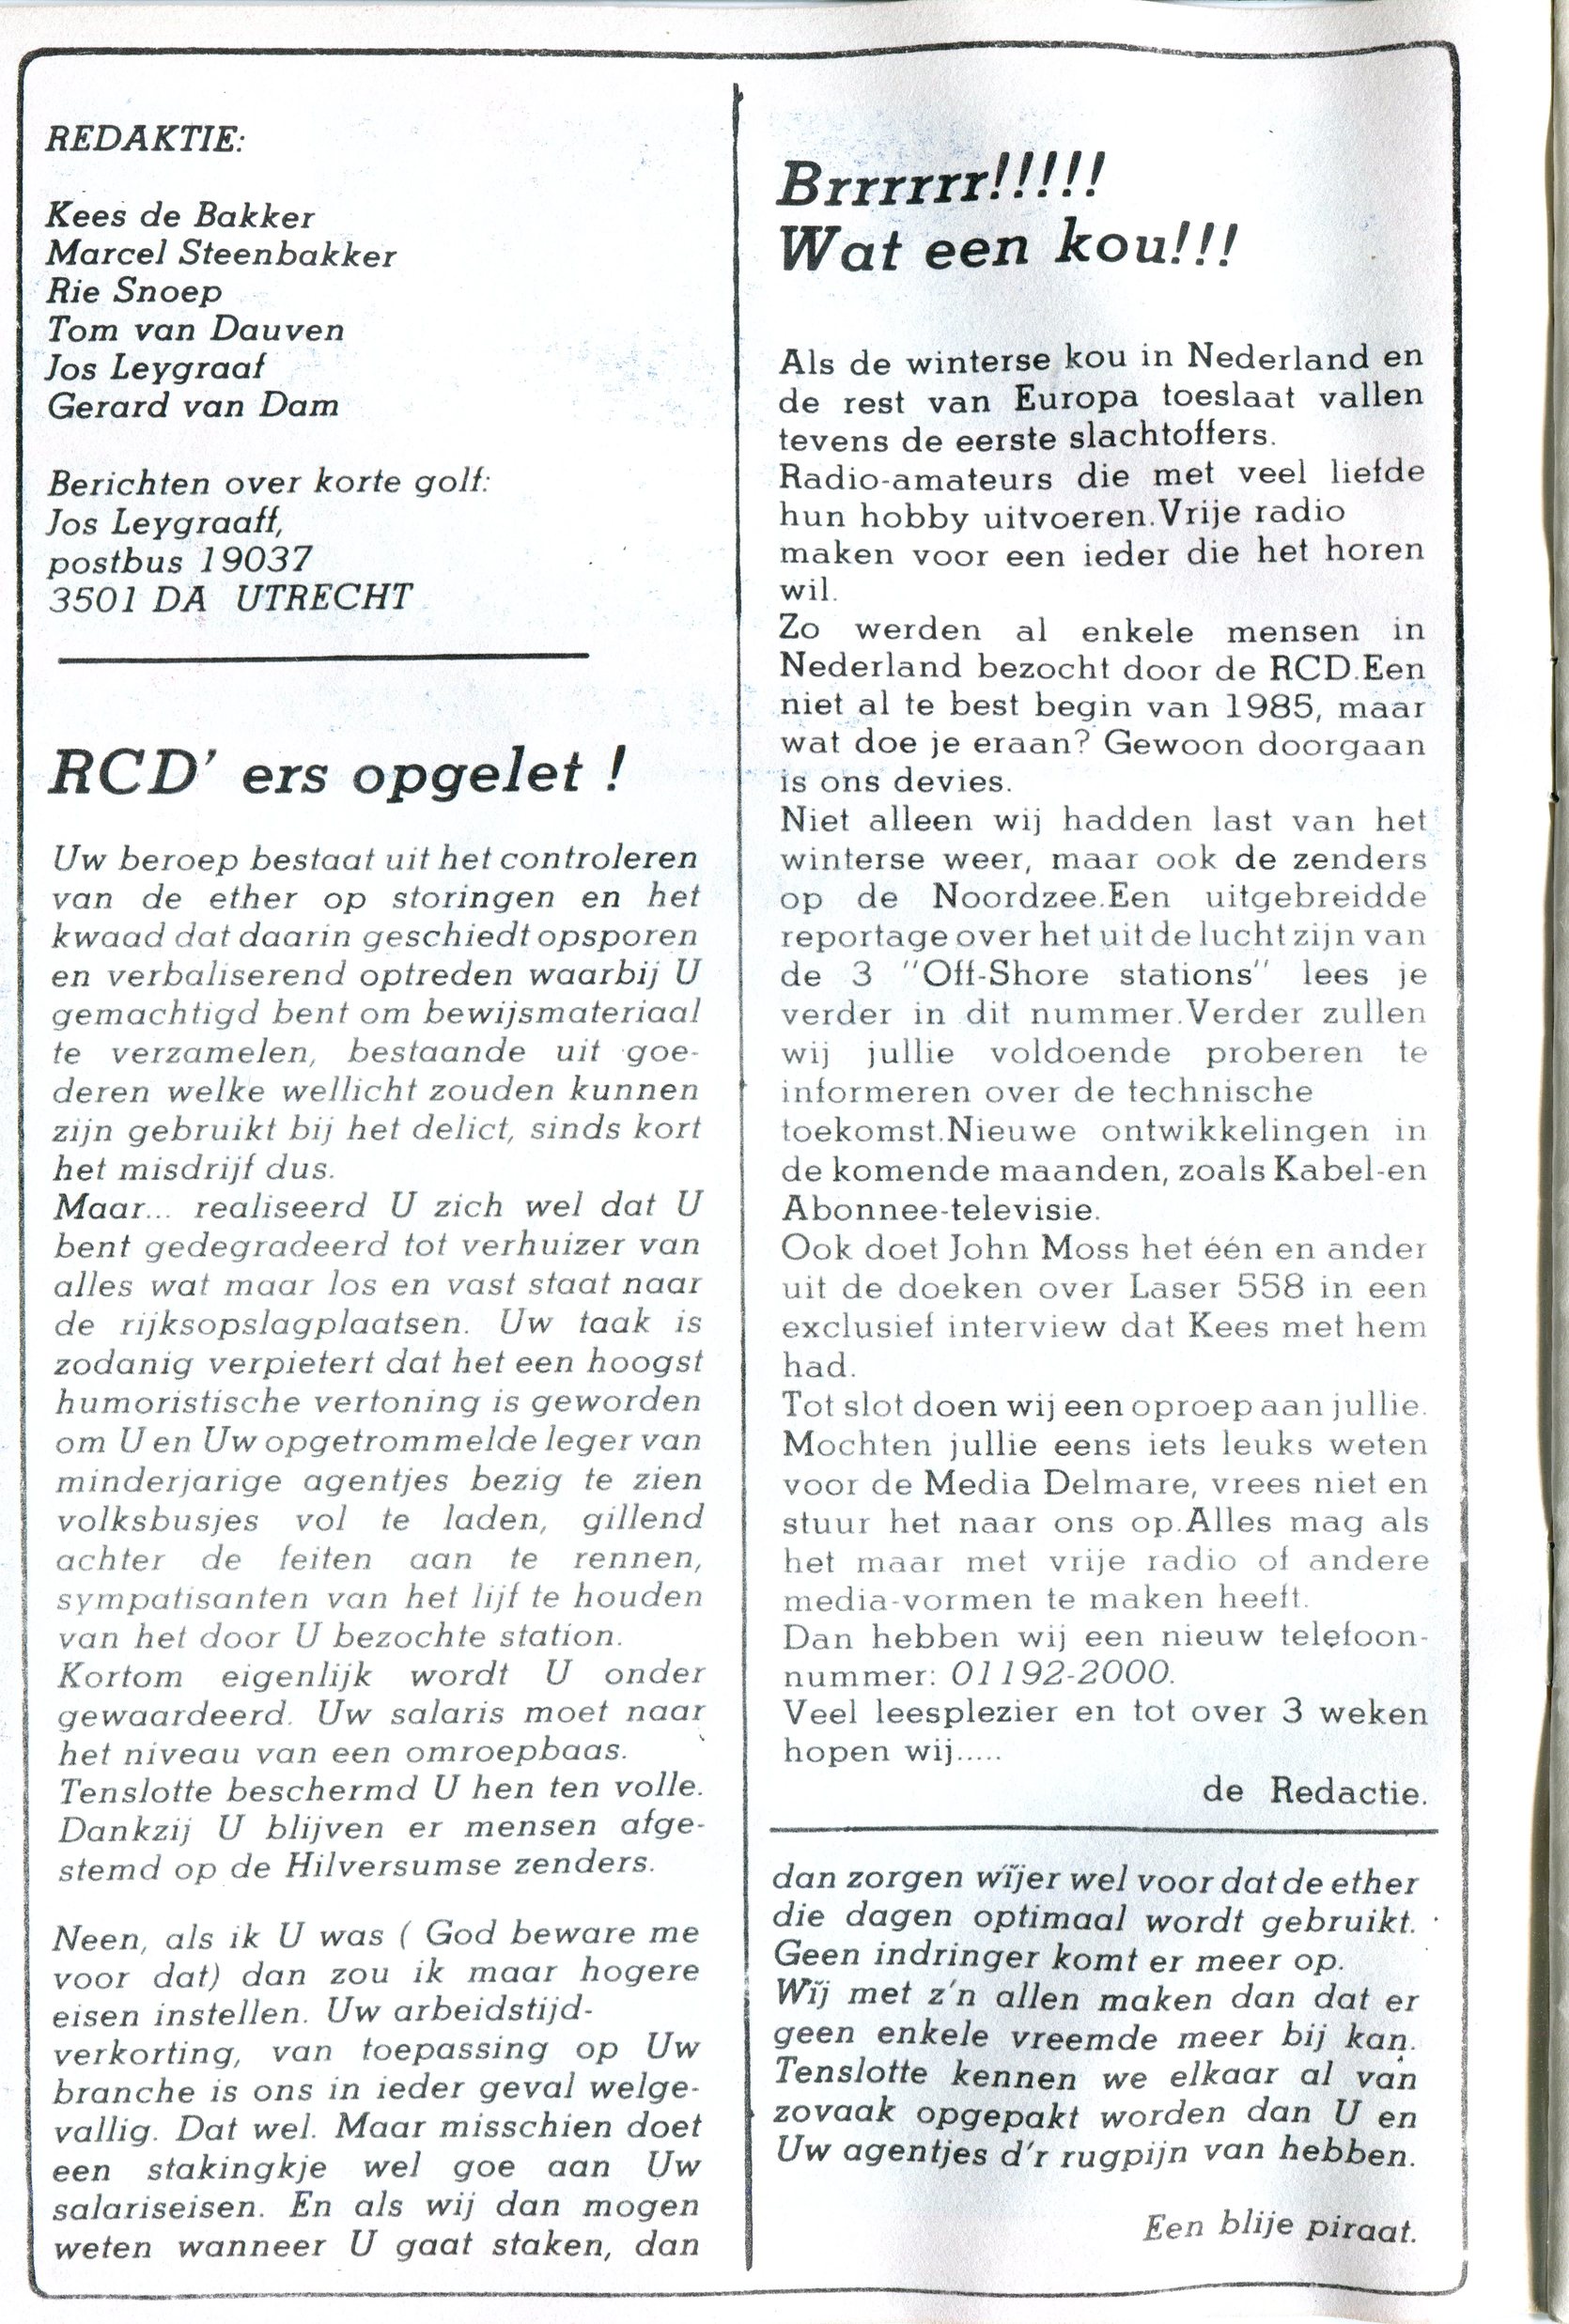 REDAKTIE:
Kees de Bakker
Marcel Steenbakker
Rie Snoep
Tom van Dauven
Jos Leygraaf
Gerard van Dam
Berichten over korte golf:
Jos Leygraaff,
postbus 19037
3501 DA UTRECHT
RCD' ers opgelet !
Uw beroep bestaat uit het controleren
van de ether op storingen en het
kwaad dat daarin geschiedt opsporen
en verbaliserend optreden waarbij U
gemachtigd bent om bewijsmateriaal
te verzamelen, bestaande uit goe-
deren welke wellicht zouden kunnen
zijn gebruikt bij het delict, sinds kort
het misdrijf dus.
Maar... realiseerd U zich wel dat U
bent gedegradeerd tot verhuizer van
alles wat maar los en vast staat naar
de rijksopslagplaatsen. Uw taak is
zodanig verpietert dat het een hoogst
humoristische vertoning is geworden
om U en Uw opgetrommelde leger van
minderjarige agentjes bezig te zien
volksbusjes vol te laden, gillend
achter de feiten aan te rennen,
sympatisanten van het lijf te houden
van het door U bezochte station.
Kortom eigenlijk wordt U onder
gewaardeerd. Uw salaris moet naar
het niveau van een omroepbaas.
Tenslotte beschermd U hen ten volle.
Dankzij U blijven er mensen afge-
stemd op de Hilversumse zenders.
Neen, als ik U was ( God beware me
voor dat) dan zou ik maar hogere
eisen instellen. Uw arbeidstijd-
verkorting, van toepassing op Uw
branche is ons in ieder geval welge-
vallig. Dat wel. Maar misschien doet
een stakingkje wel goe aan Uw
salariseisen. En als wij dan mogen
weten wanneer U gaat staken, dan
Brrrrrrr!!!!!
Wat een kou!!!
Als de winterse kou in Nederland en
de rest van Europa toeslaat vallen
tevens de eerste slachtoffers.
Radio-amateurs die met veel liefde
hun hobby uitvoeren.Vrije radio
maken voor een ieder die het horen
wil.
Zo werden al enkele mensen in
Nederland bezocht door de RCD.Een
niet al te best begin van 1985, maar
wat doe je eraan? Gewoon doorgaan
is ons devies.
Niet alleen wij hadden last van het
winterse weer, maar ook de zenders
op de Noordzee.Een uitgebreidde
reportage over het uit de lucht zijn van
de 3 "Off-Shore stations" lees je
verder in dit nummer.Verder zullen
wij jullie voldoende proberen te
informeren over de technische
toekomst.Nieuwe ontwikkelingen in
de komende maanden, zoals Kabel-en
Abonnee-televisie.
Ook doet John Moss het één en ander
uit de doeken over Laser 558 in een
exclusief interview dat Kees met hem
had.
Tot slot doen wij een oproep aan jullie.
Mochten jullie eens iets leuks weten
voor de Media Delmare, vrees niet en
stuur het naar ons op.Alles mag als
het maar met vrije radio of andere
media-vormen te maken heeft.
Dan hebben wij een nieuw telefoon-
nummer: 01192-2000.
Veel leesplezier en tot over 3 weken
hopen wij.....
de Redactie.
dan zorgen wijer wel voor dat de ether
die dagen optimaal wordt gebruikt.
Geen indringer komt er meer op.
Wij met z'n allen maken dan dat er
geen enkele vreemde meer bij kan.
Tenslotte kennen we elkaar al van
zovaak opgepakt worden dan U en
Uw agentjes d'r rugpijn van hebben.
Een blije piraat.